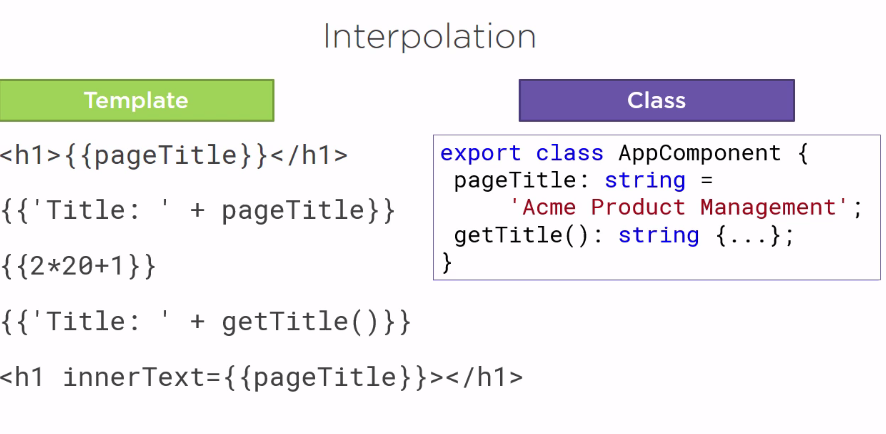 Interpolation
Template
Class
<h1>{{pageTitle}}</h1>
{{'Title: ' + pageTitle}}
{{2*20+1}}
{{'Title: ' + getTitle()}}
<h1 innerText={{pageTitle}}></h1>
export class AppComponent {
pageTitle: string =
'Acme Product Management';
getTitle(): string {...};
}